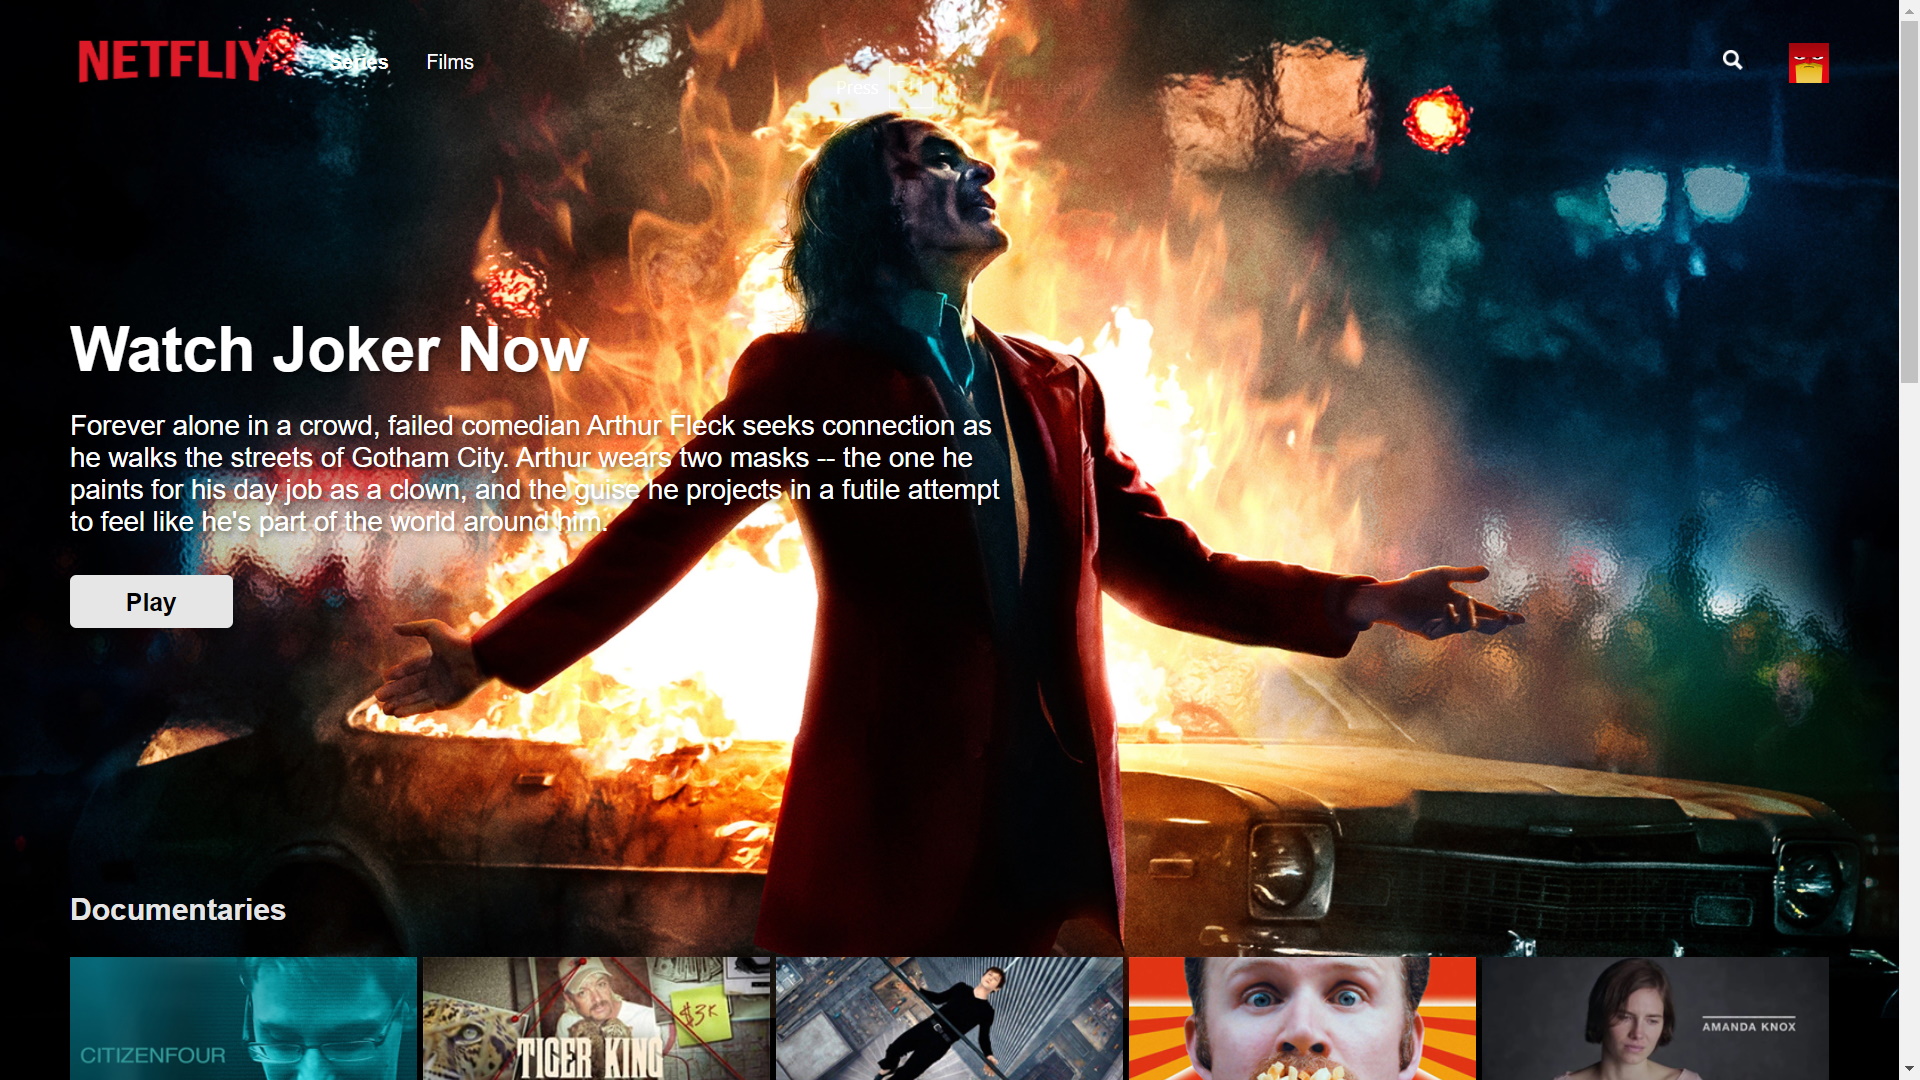 NETFLIX
Series
Films
Press F11
full screen
Watch Joker Now
Forever alone in a crowd, failed comedian Arthur Fleck seeks connection as
he walks the streets of Gotham City. Arthur wears two masks -- the one he
paints for his day job as a clown, and the guise he projects in a futile attempt
to feel like he's part of the world around him.
Play
Documentaries
CITIZENFOUR
TIGER KING
$3K
AMANDA KNOX